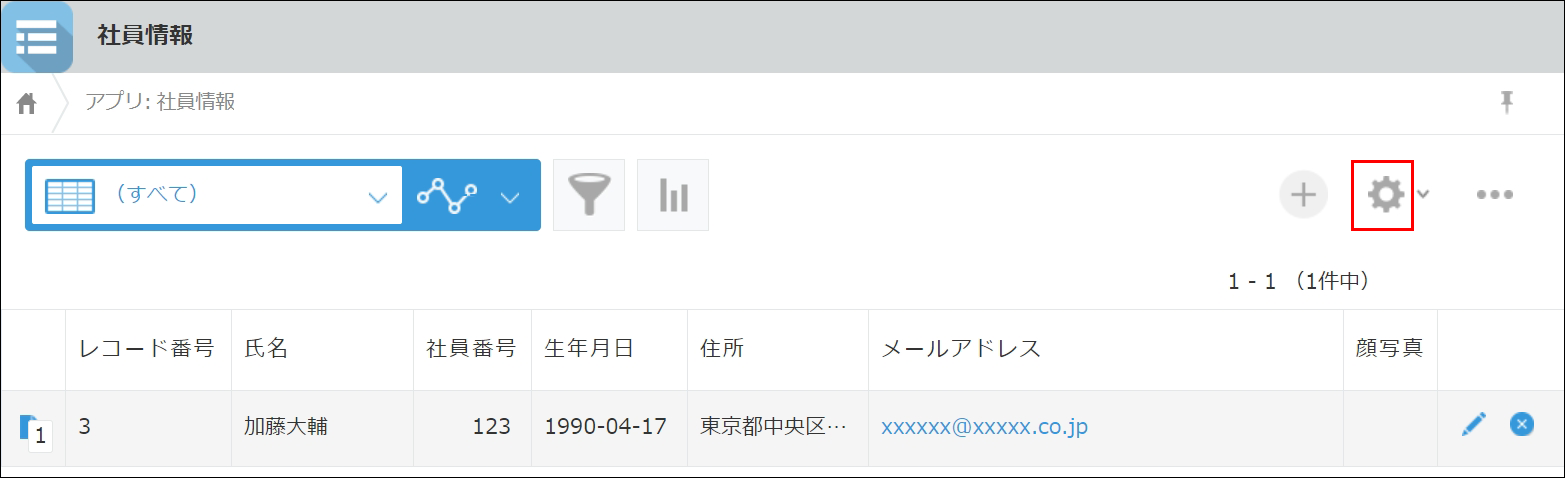 社員情報
アプリ: 社員情報
（すべて）
1 - 1 （1件中）
レコード番号 氏名 社員番号 生年月日 住所 メールアドレス 顔写真
1 3 加藤大輔 123 1990-04-17 東京都中央区… xxxxxx@xxxxx.co.jp